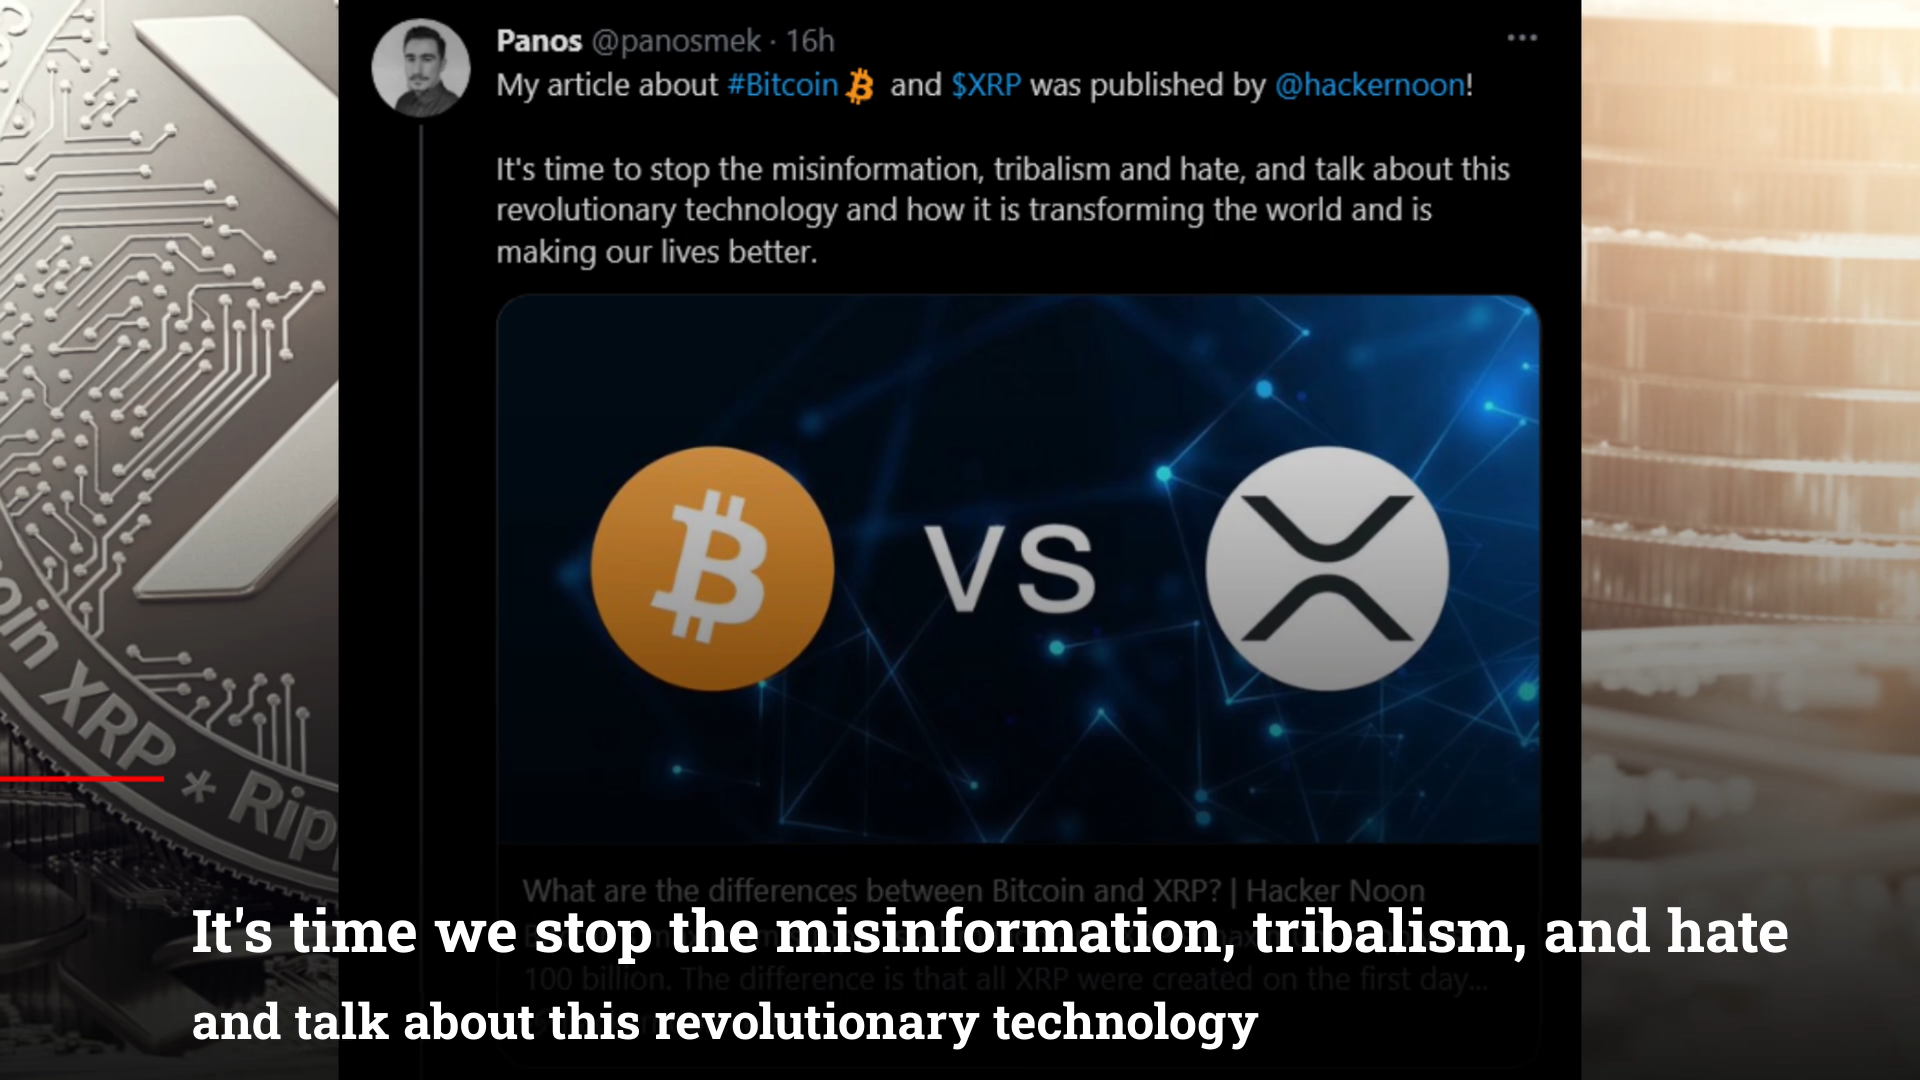 Panos @panosmek · 16h
My article about #Bitcoin and $XRP was published by @hackernoon!
It's time to stop the misinformation, tribalism and hate, and talk about this
revolutionary technology and how it is transforming the world and is
making our lives better.
VS
coin XRP * Rip
What are the differences between Bitcoin and XRP? | Hacker Noon
It's time we stop the misinformation, tribalism, and hate
100 billion. The difference is that all XRP were created on the first day...
and talk about this revolutionary technology